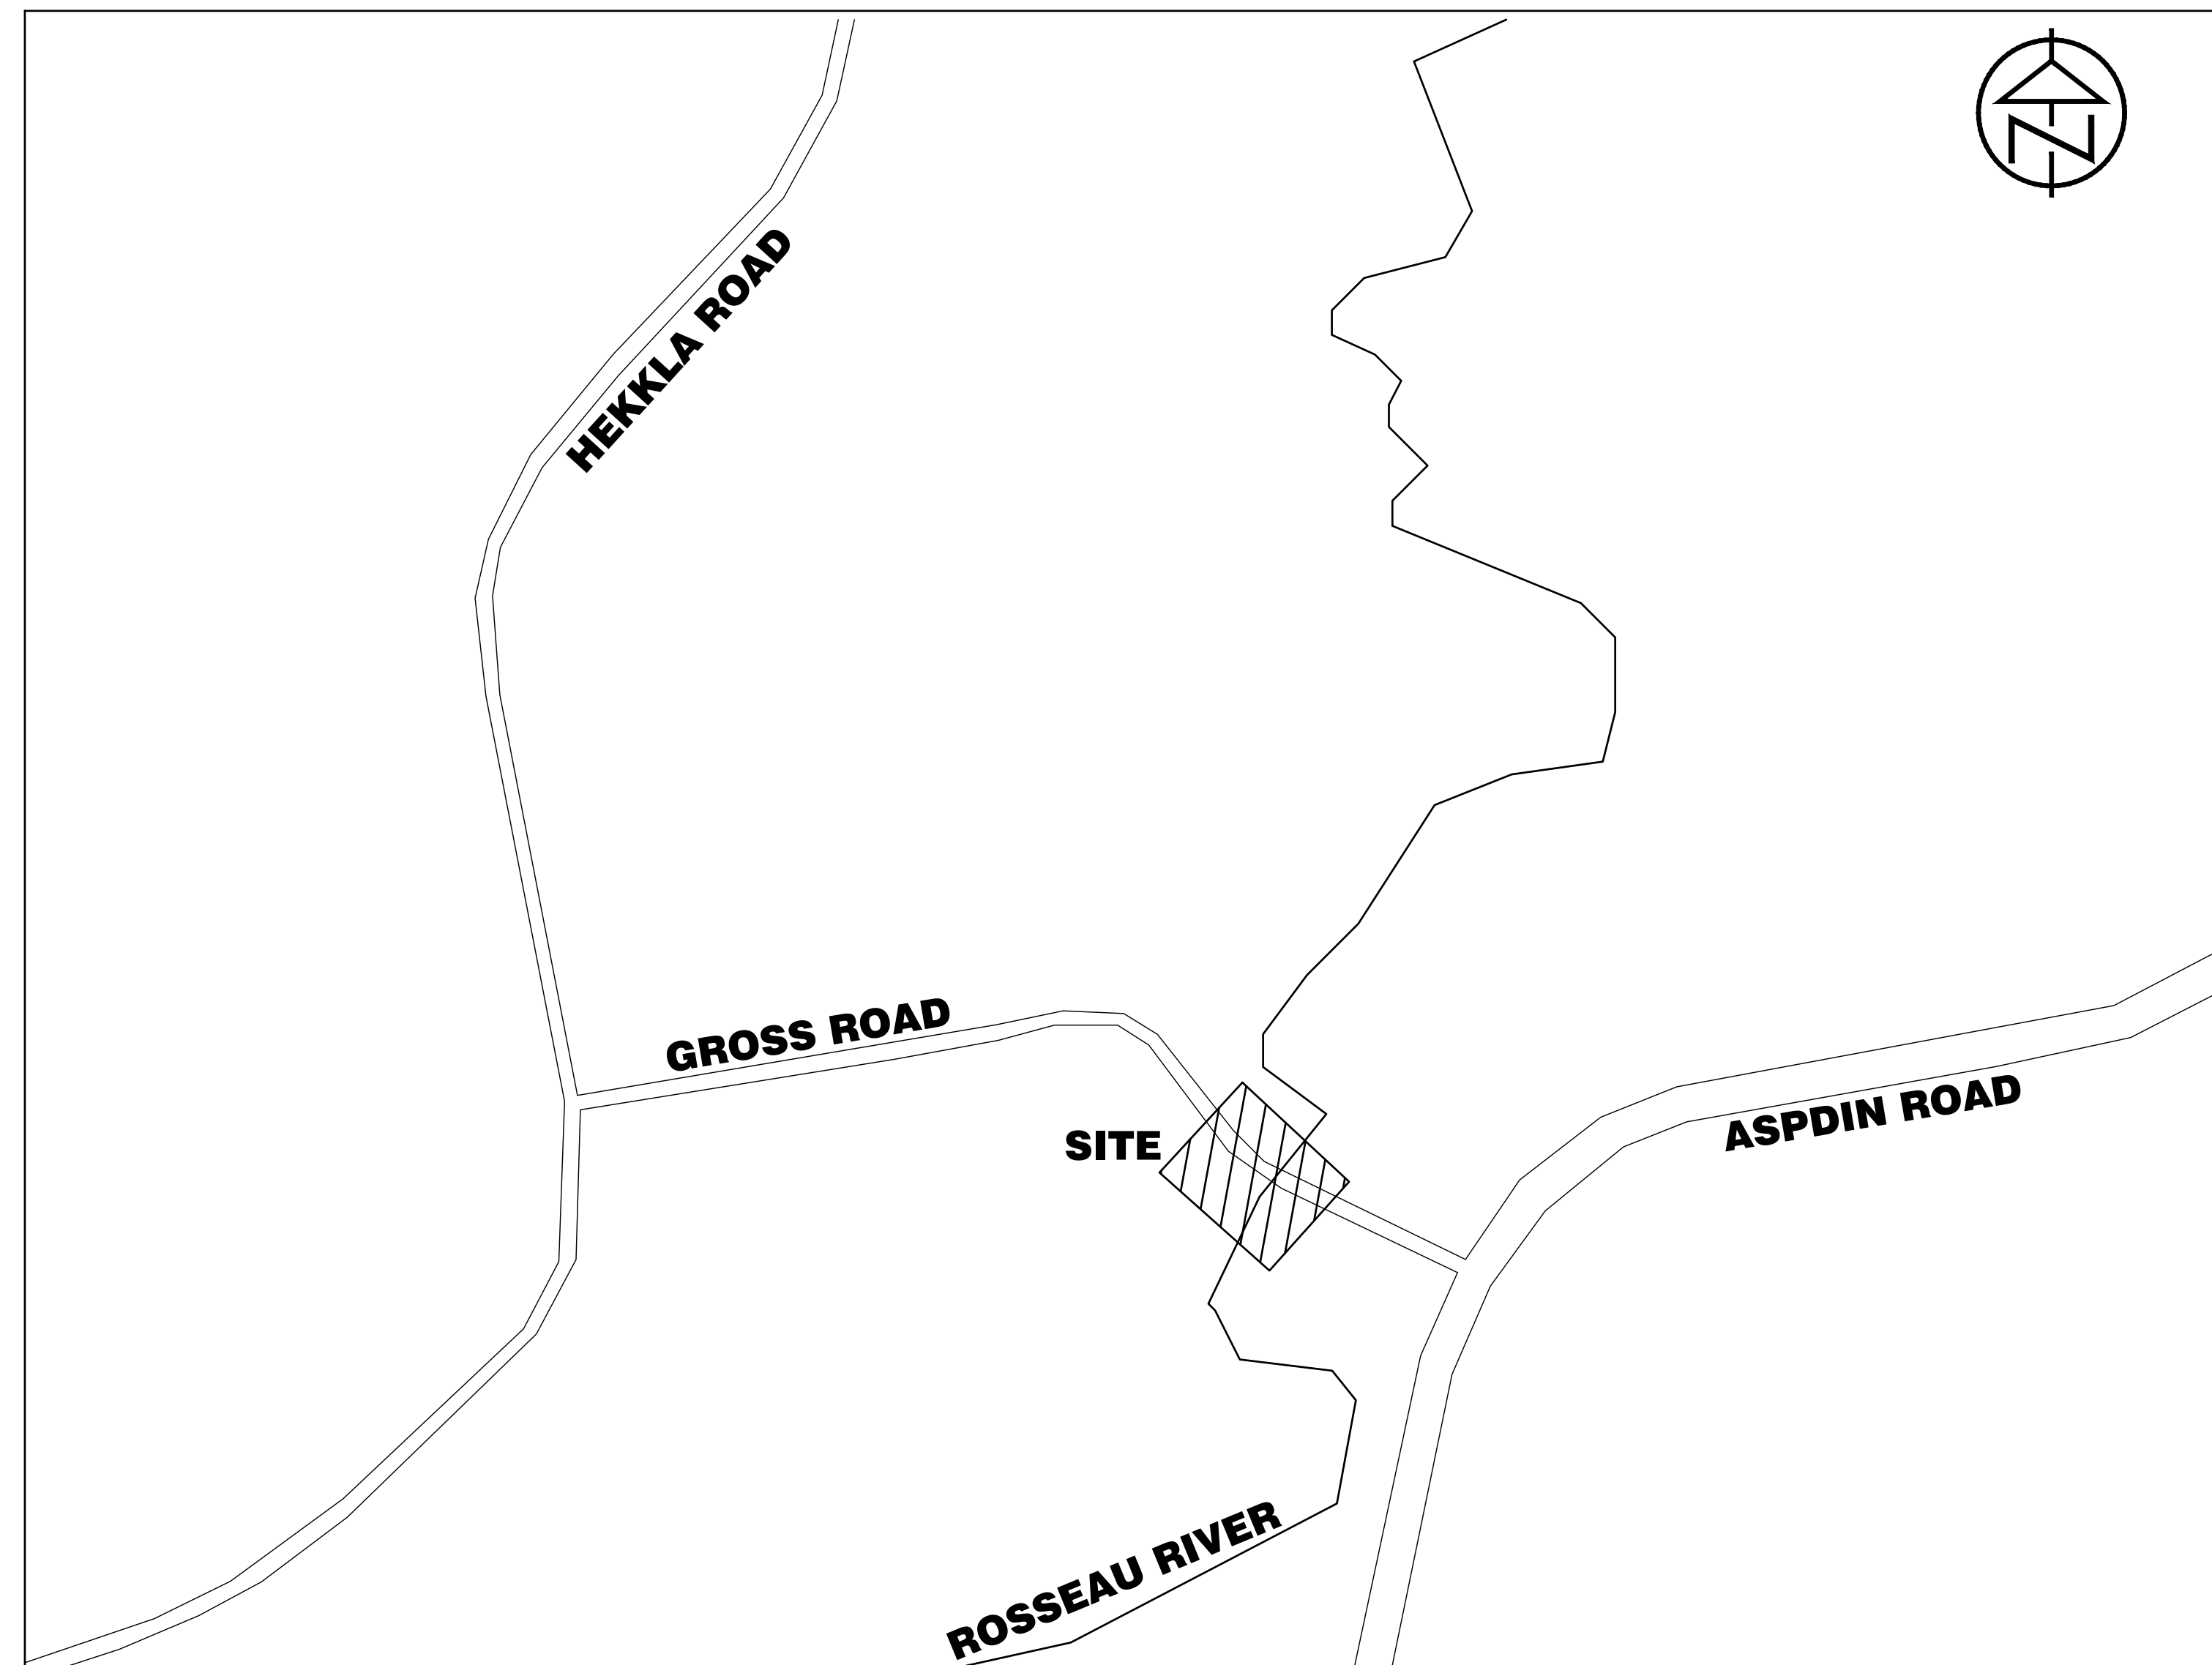 N
HEKKLA ROAD
GROSS ROAD
ASPDIN ROAD
SITE
ROSSEAU RIVER